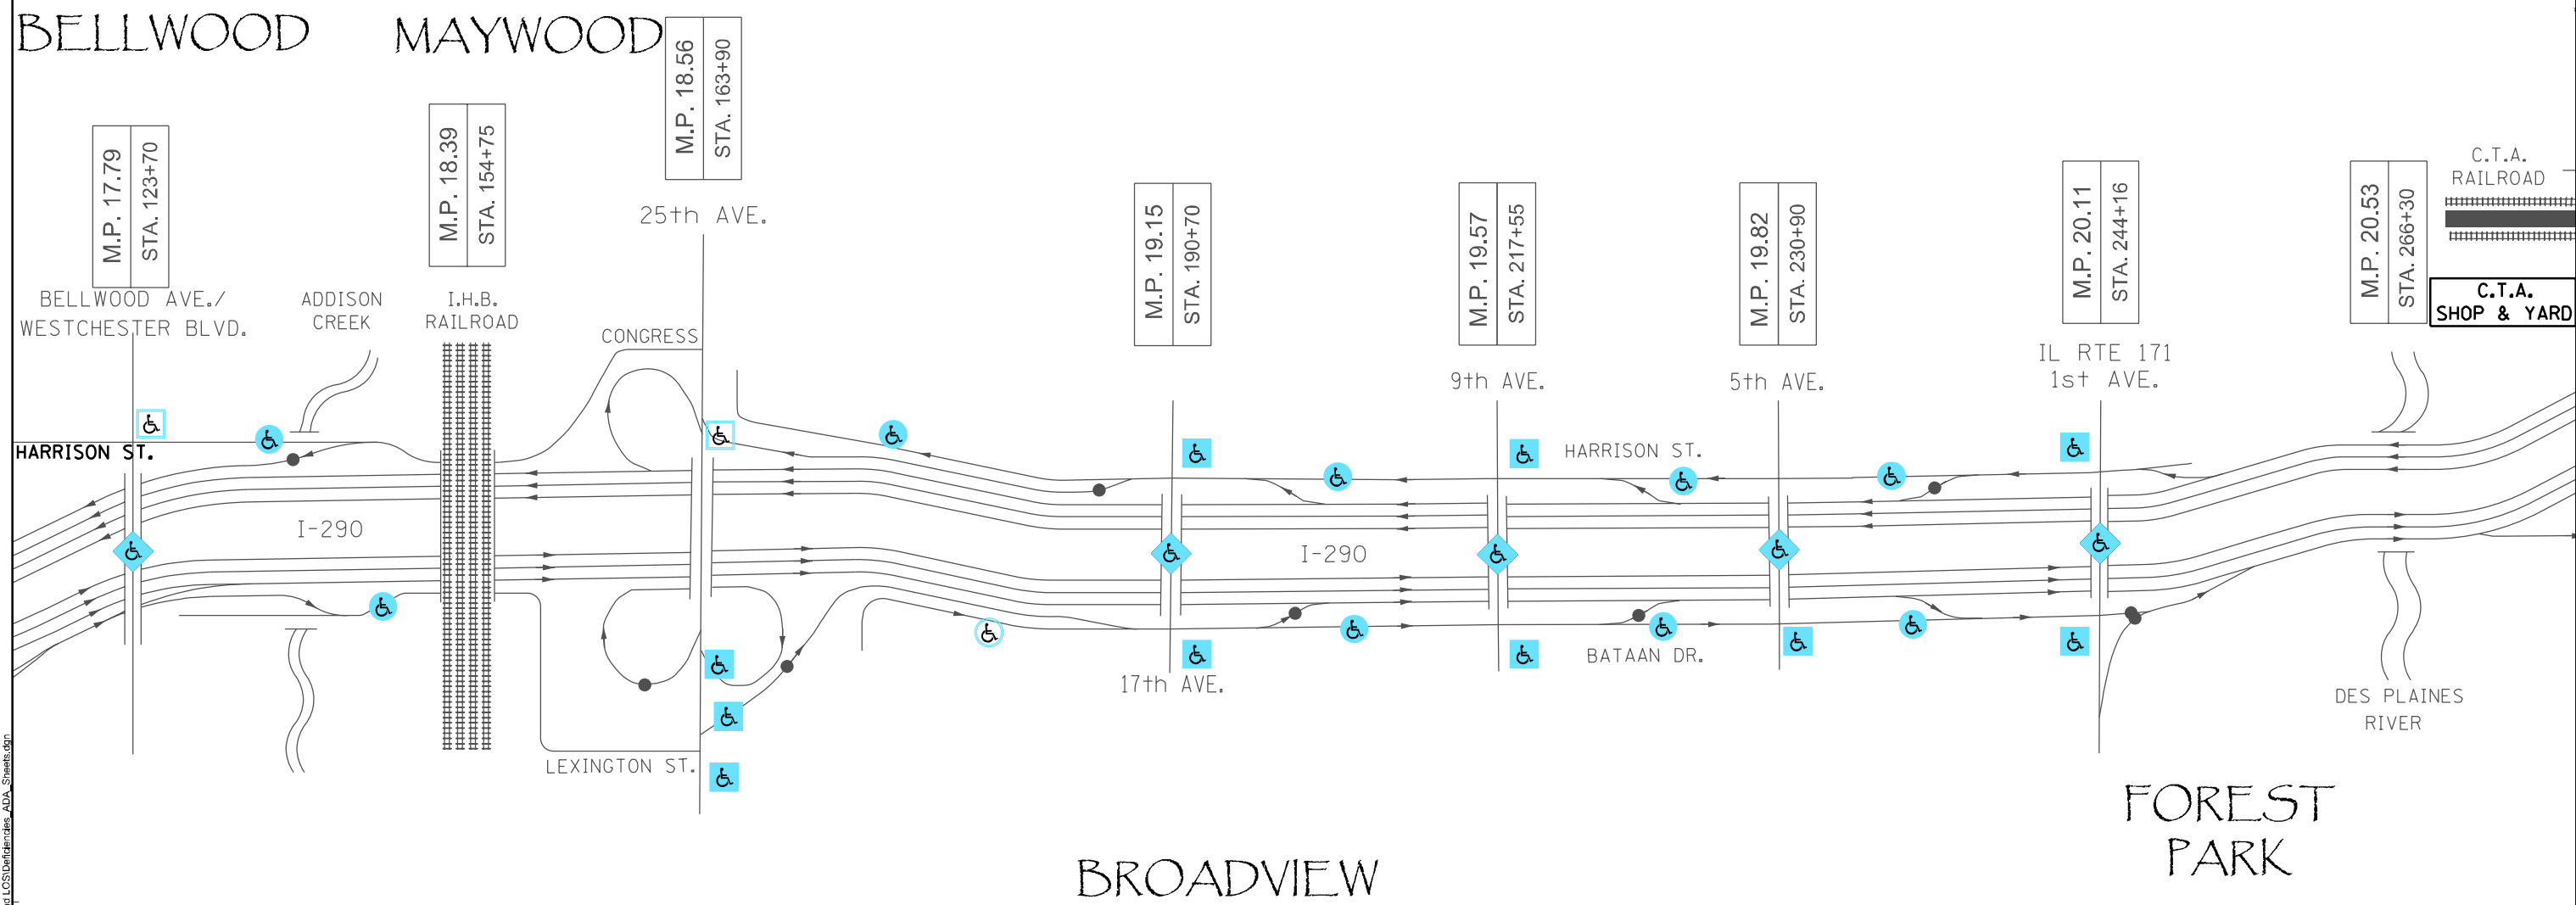 BELLWOOD
MAYWOOD
M.P. 18.56
STA. 163+90
M.P. 18.39
STA. 154+75
M.P. 17.79
STA. 123+70
C.T.A.
RAILROAD
M.P. 20.11
STA. 244+16
M.P. 20.53
STA. 266+30
M.P. 19.15
STA. 190+70
M.P. 19.57
STA. 217+55
M.P. 19.82
STA. 230+90
25th AVE.
C.T.A.
SHOP & YARD
BELLWOOD AVE./
WESTCHESTER BLVD.
ADDISON
CREEK
I.H.B.
RAILROAD
CONGRESS
IL RTE 171
1st AVE.
9th AVE.
5th AVE.
HARRISON ST.
HARRISON ST.
I-290
I-290
BATAAN DR.
17th AVE.
DES PLAINES
RIVER
LEXINGTON ST.
FOREST
PARK
BROADVIEW
LOS\Deficiencies_ADA_Sheets.dgn